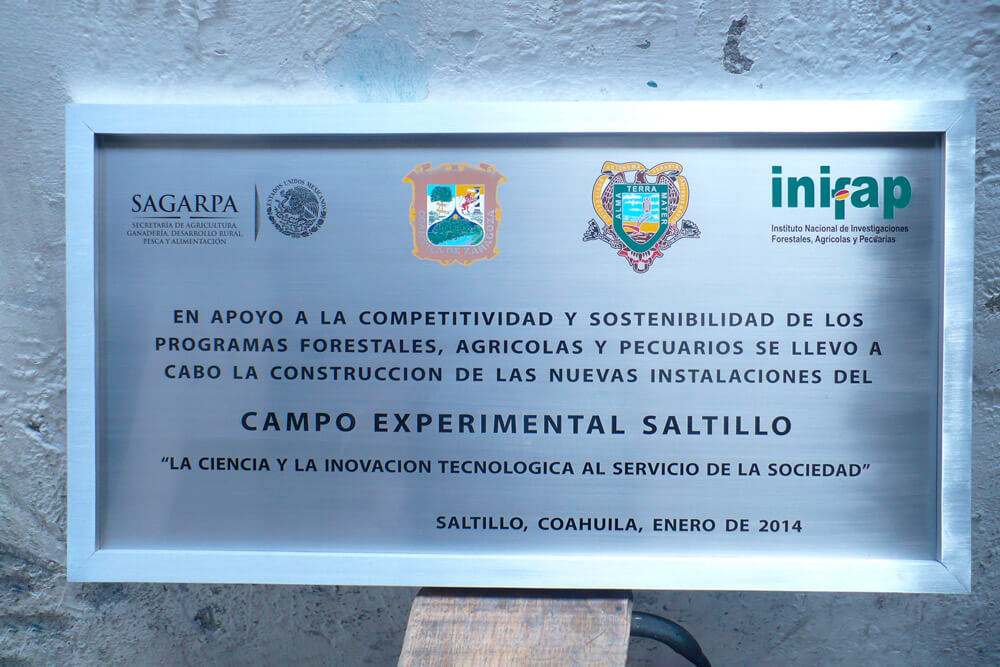 SAGARPA
SECRETARÍA DE AGRICULTURA,
GANADERÍA, DESARROLLO RURAL,
PESCA Y ALIMENTACIÓN
ESTADOS UNIDOS MEXICANOS
ALMA TERRA MATER
inifap
Instituto Nacional de Investigaciones
Forestales, Agrícolas y Pecuarias
EN APOYO A LA COMPETITIVIDAD Y SOSTENIBILIDAD DE LOS
PROGRAMAS FORESTALES, AGRICOLAS Y PECUARIOS SE LLEVO A
CABO LA CONSTRUCCION DE LAS NUEVAS INSTALACIONES DEL
CAMPO EXPERIMENTAL SALTILLO
“LA CIENCIA Y LA INOVACION TECNOLOGICA AL SERVICIO DE LA SOCIEDAD”
SALTILLO, COAHUILA, ENERO DE 2014